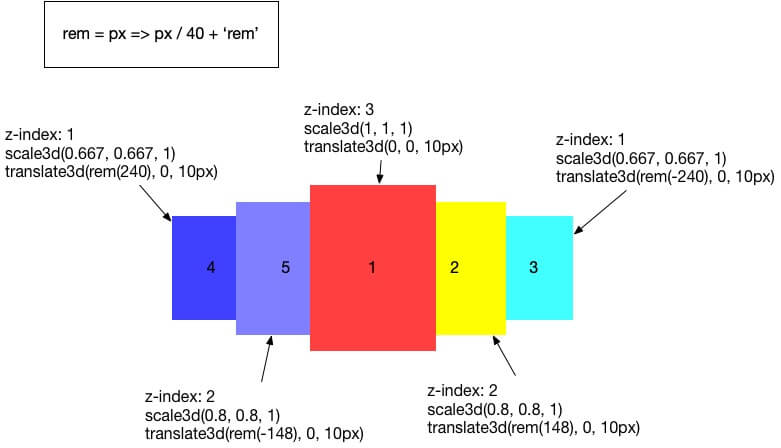 rem = px => px / 40 + ‘rem’
z-index: 3
scale3d(1, 1, 1)
translate3d(0, 0, 10px)
z-index: 1
scale3d(0.667, 0.667, 1)
translate3d(rem(240), 0, 10px)
z-index: 1
scale3d(0.667, 0.667, 1)
translate3d(rem(-240), 0, 10px)
4
5
1
2
3
z-index: 2
scale3d(0.8, 0.8, 1)
translate3d(rem(-148), 0, 10px)
z-index: 2
scale3d(0.8, 0.8, 1)
translate3d(rem(148), 0, 10px)